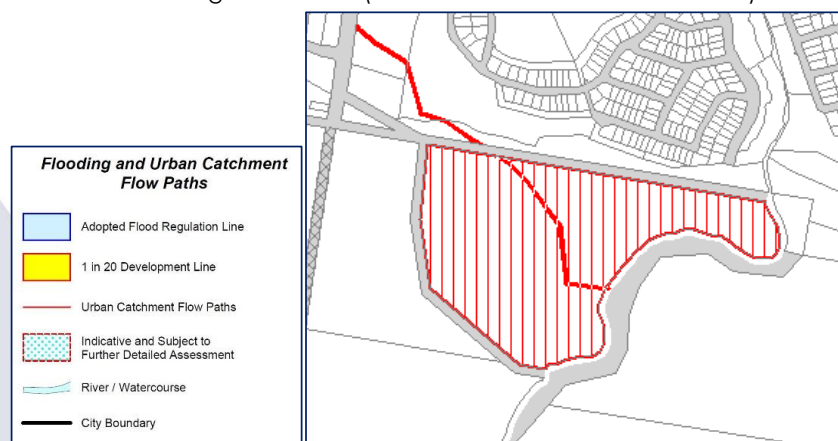 Flooding and Urban Catchment
Flow Paths
Adopted Flood Regulation Line
1 in 20 Development Line
Urban Catchment Flow Paths
Indicative and Subject to
Further Detailed Assessment
River / Watercourse
City Boundary